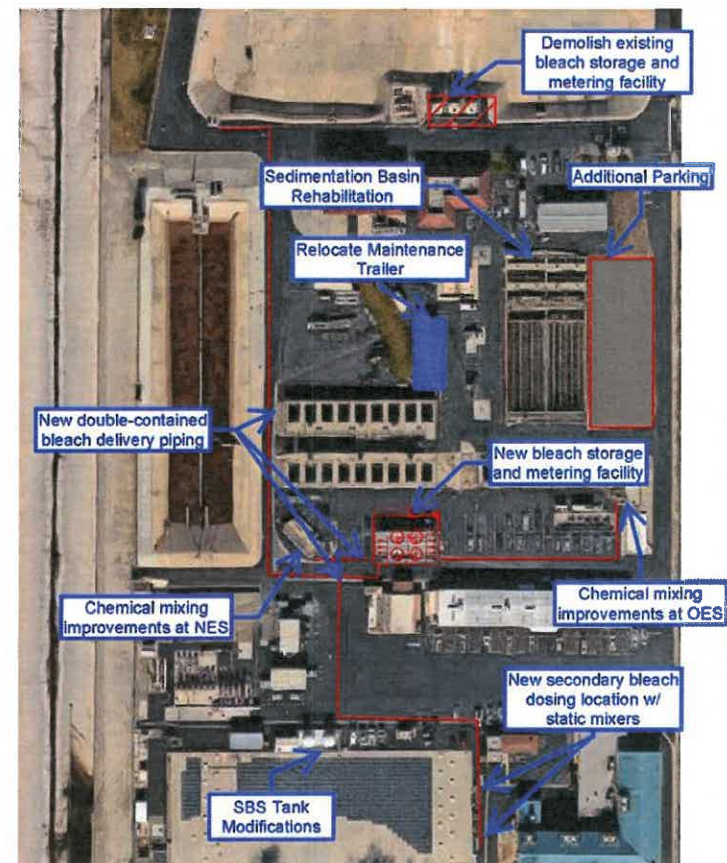 Demolish existing
bleach storage and
metering facility
Sedimentation Basin
Rehabilitation
Additional Parking
Relocate Maintenance
Trailer
New double-contained
bleach delivery piping
New bleach storage
and metering facility
Chemical mixing
improvements at NES
Chemical mixing
improvements at OES
New secondary bleach
dosing location w/
static mixers
SBS Tank
Modifications